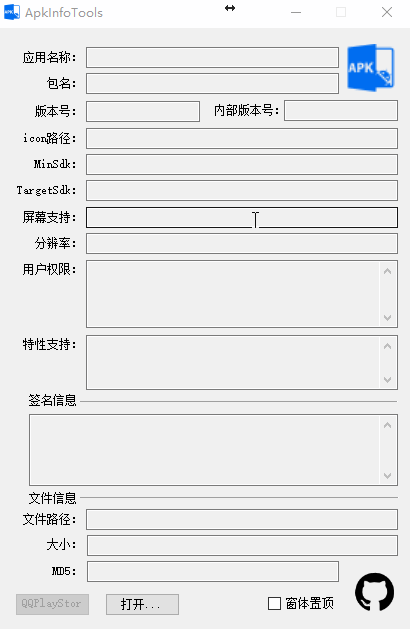 ApkInfoTools
应用名称:
APK
包名:
版本号: 内部版本号:
icon路径:
MinSdk:
TargetSdk:
屏幕支持:
分辨率:
用户权限:
特性支持:
签名信息
文件信息
文件路径:
大小:
MD5:
QQPlayStor 打开... 窗体置顶